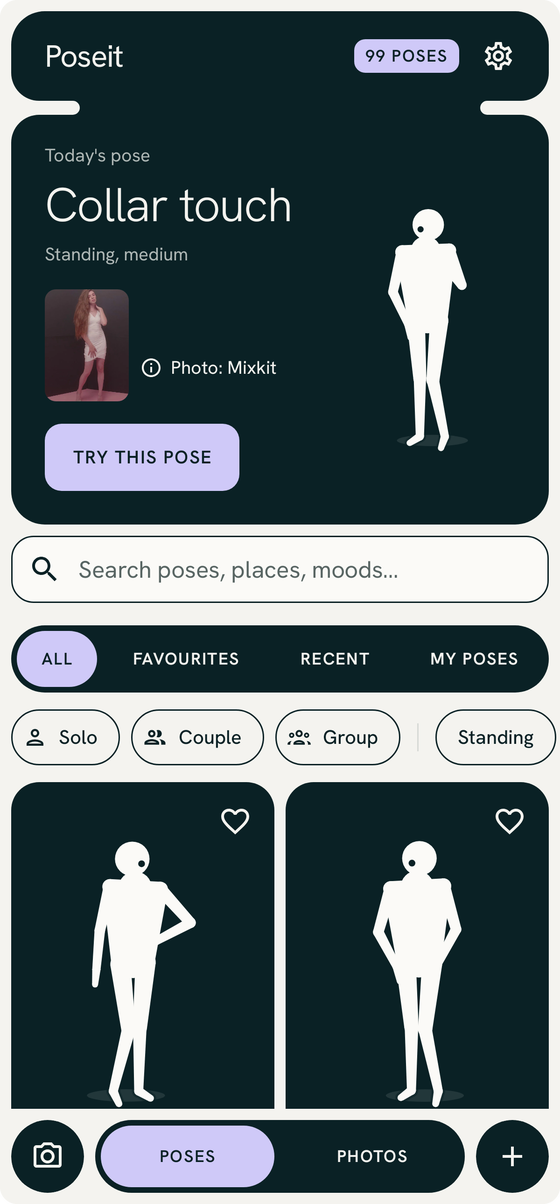 Poseit
99 POSES
Today's pose
Collar touch
Standing, medium
Photo: Mixkit
TRY THIS POSE
Search poses, places, moods...
ALL FAVOURITES RECENT MY POSES
Solo Couple Group Standing
POSES PHOTOS